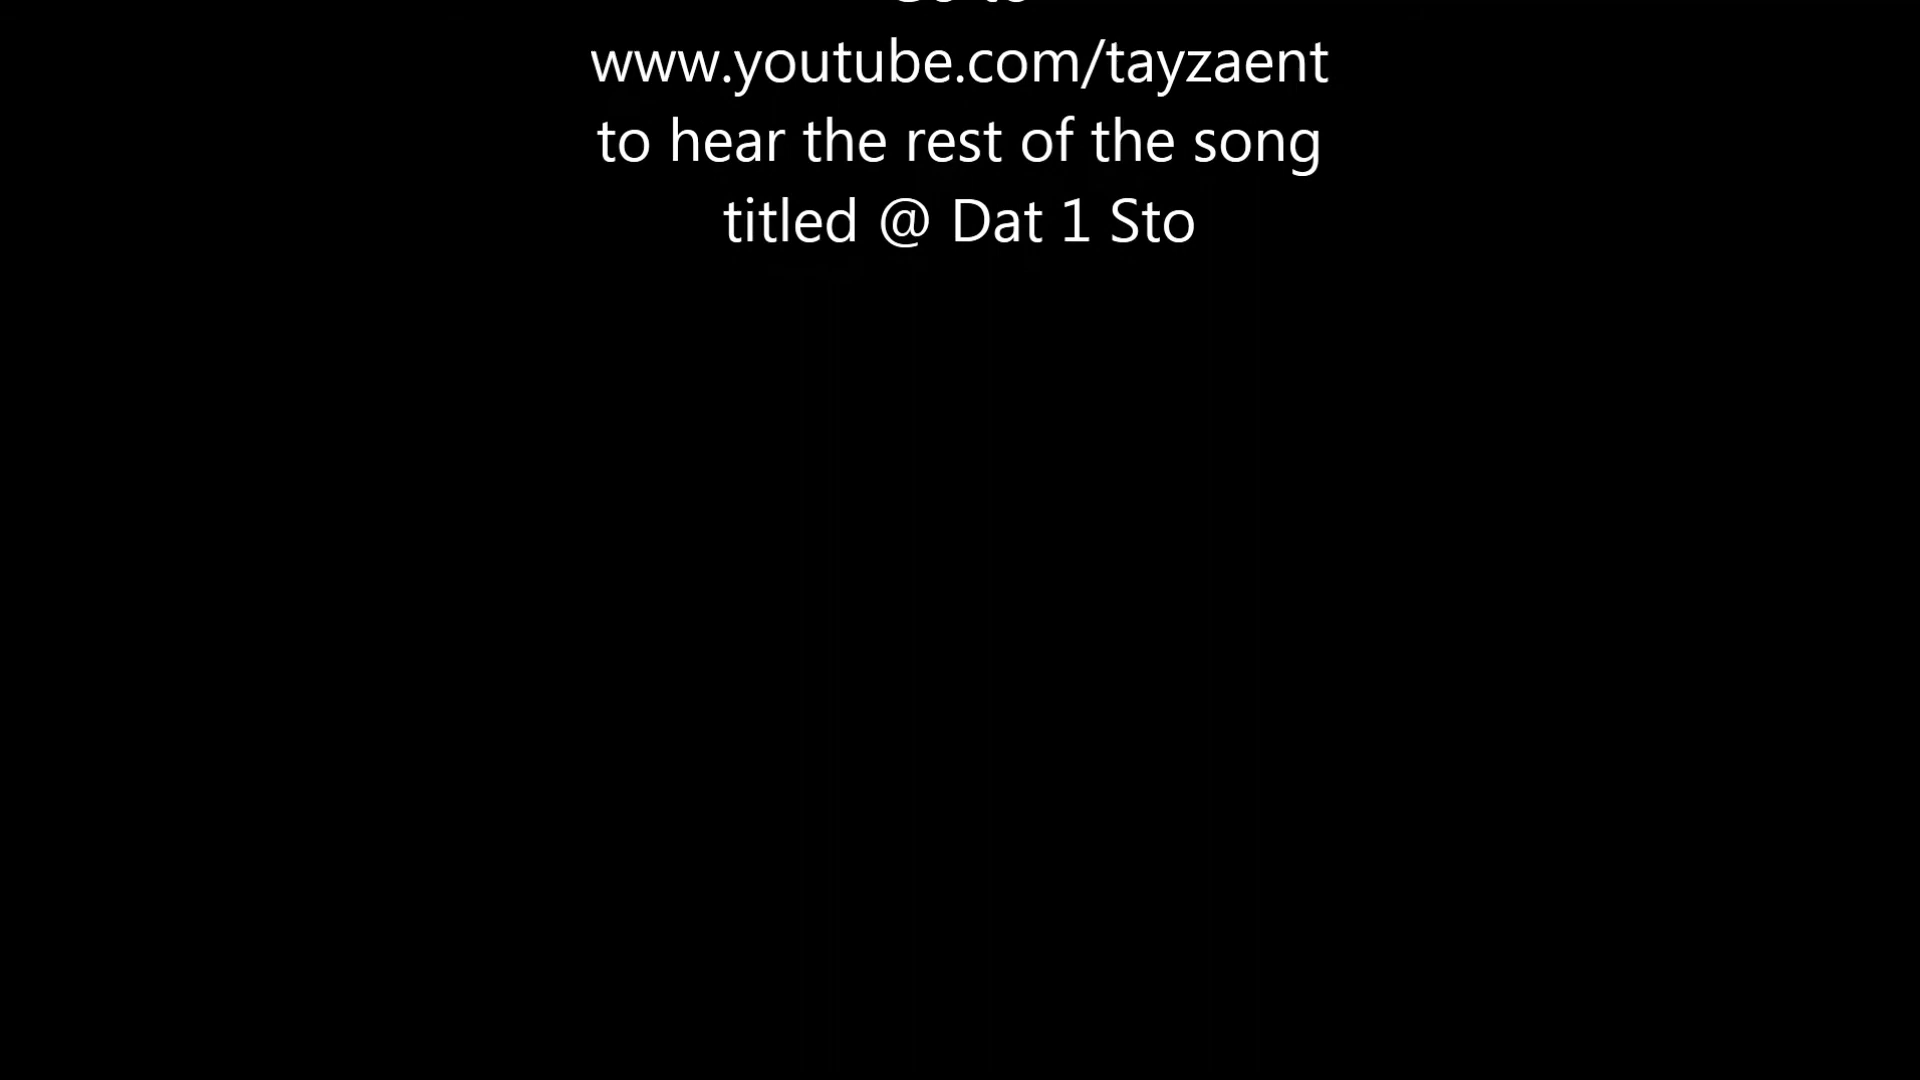 www.youtube.com/tayzaent
to hear the rest of the song
titled @ Dat 1 Sto